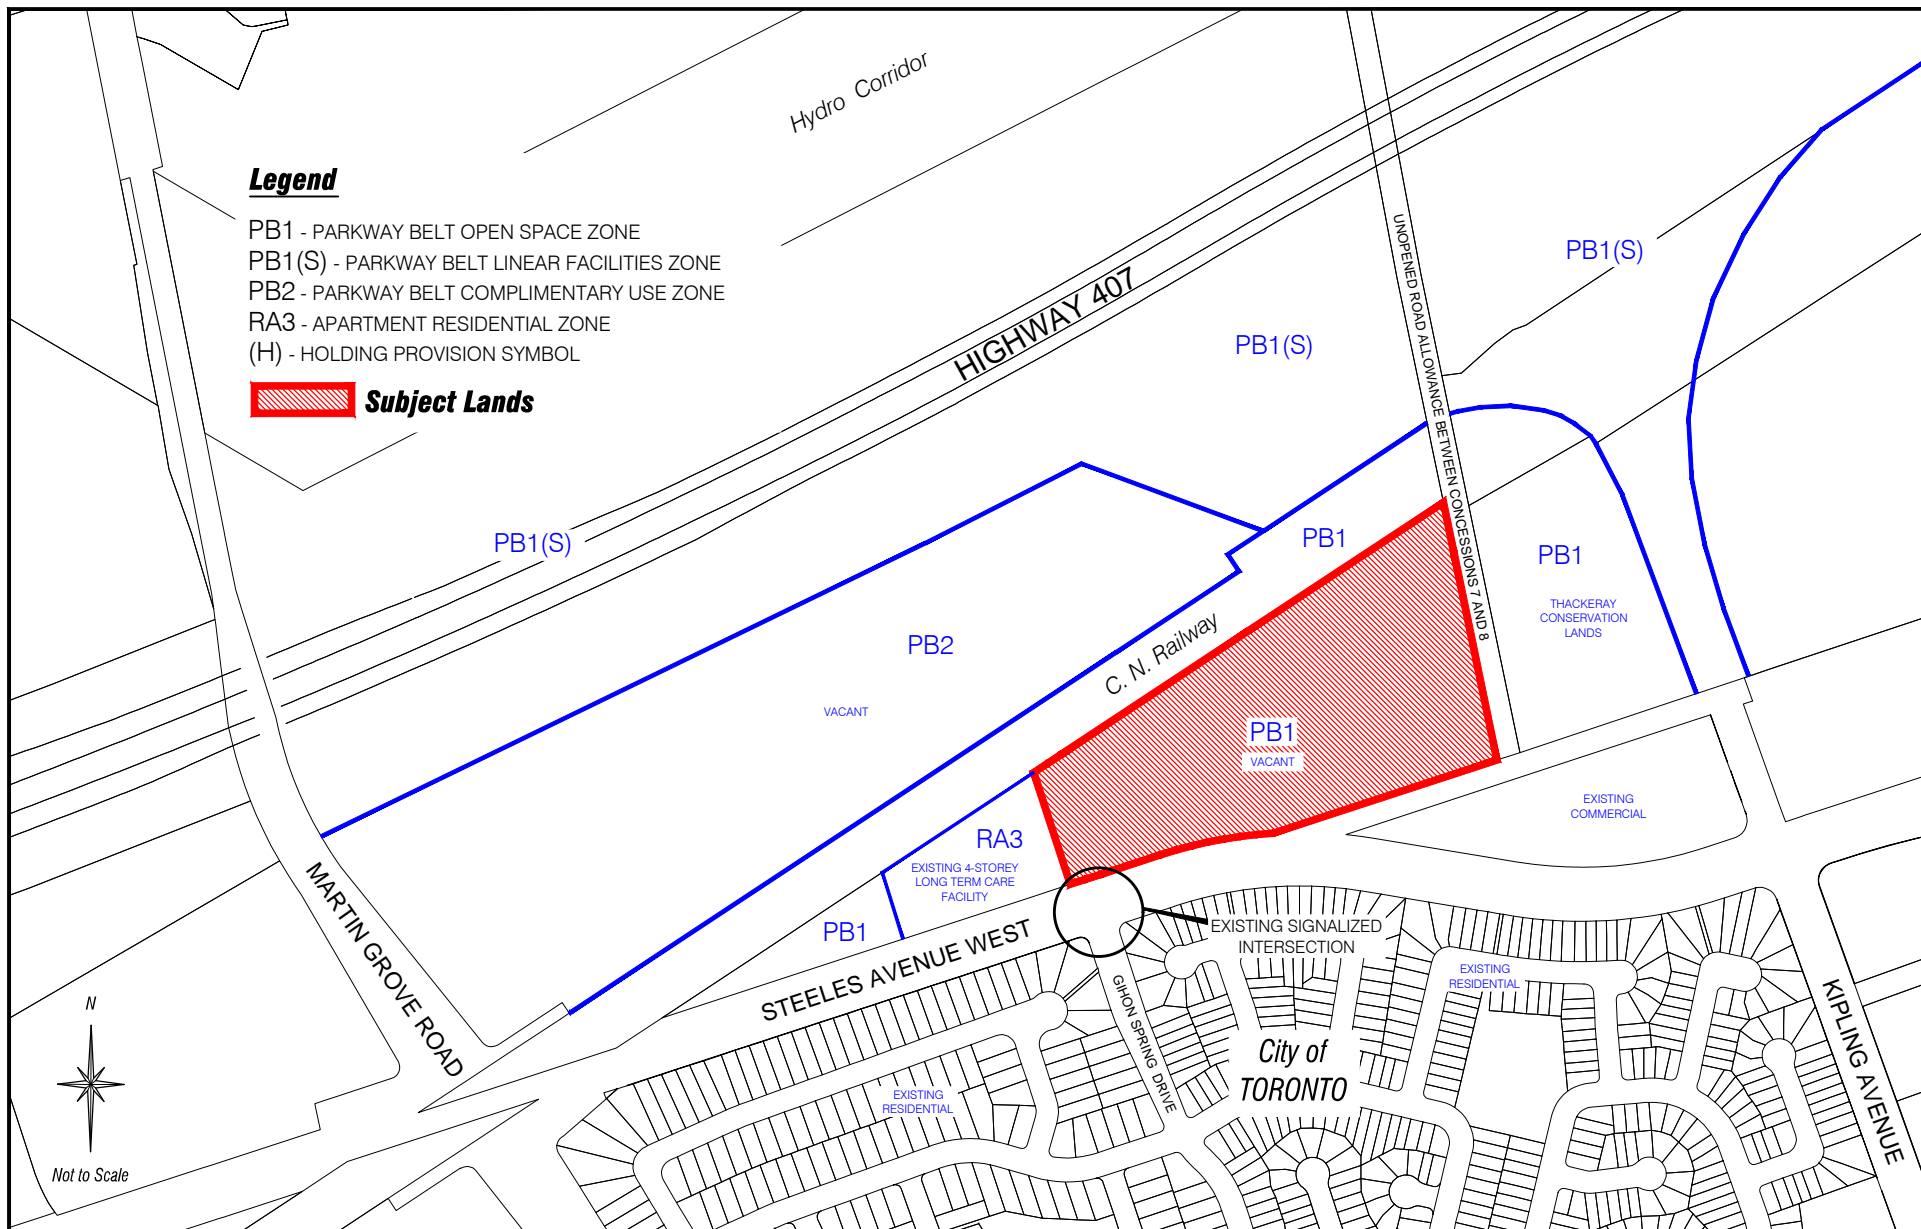 Hydro Corridor
Legend
PB1 - PARKWAY BELT OPEN SPACE ZONE
PB1(S) - PARKWAY BELT LINEAR FACILITIES ZONE
PB2 - PARKWAY BELT COMPLIMENTARY USE ZONE
RA3 - APARTMENT RESIDENTIAL ZONE
(H) - HOLDING PROVISION SYMBOL
Subject Lands
HIGHWAY 407
UNOPENED ROAD ALLOWANCE BETWEEN CONCESSIONS 7 AND 8
PB1(S)
PB1(S)
PB1(S)
PB1
PB1
THACKERAY
CONSERVATION
LANDS
PB2
VACANT
C. N. Railway
PB1
VACANT
EXISTING
COMMERCIAL
RA3
EXISTING 4-STOREY
LONG TERM CARE
FACILITY
PB1
MARTIN GROVE ROAD
STEELES AVENUE WEST
EXISTING SIGNALIZED
INTERSECTION
GIHON SPRING DRIVE
EXISTING
RESIDENTIAL
KIPLING AVENUE
City of
TORONTO
EXISTING
RESIDENTIAL
N
Not to Scale